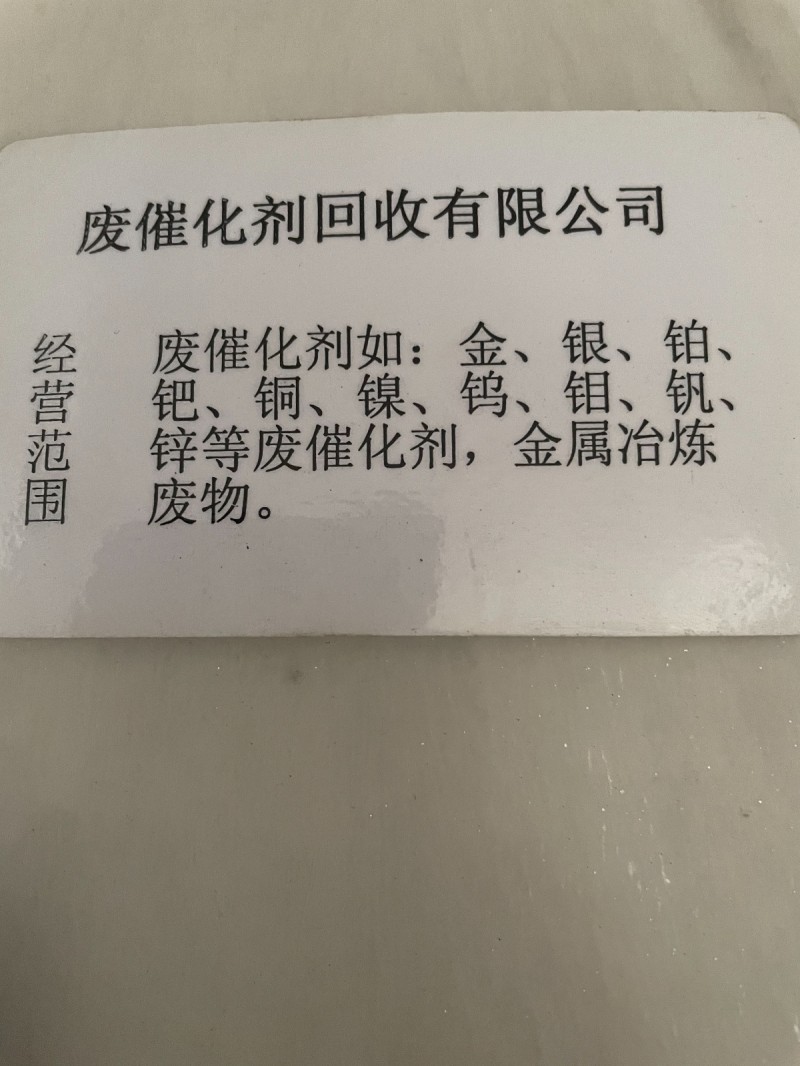 废催化剂回收有限公司
经营范围
废催化剂如：金、银、铂、
钯、铜、镍、钨、钼、钒、
锌等废催化剂，金属冶炼
废物。